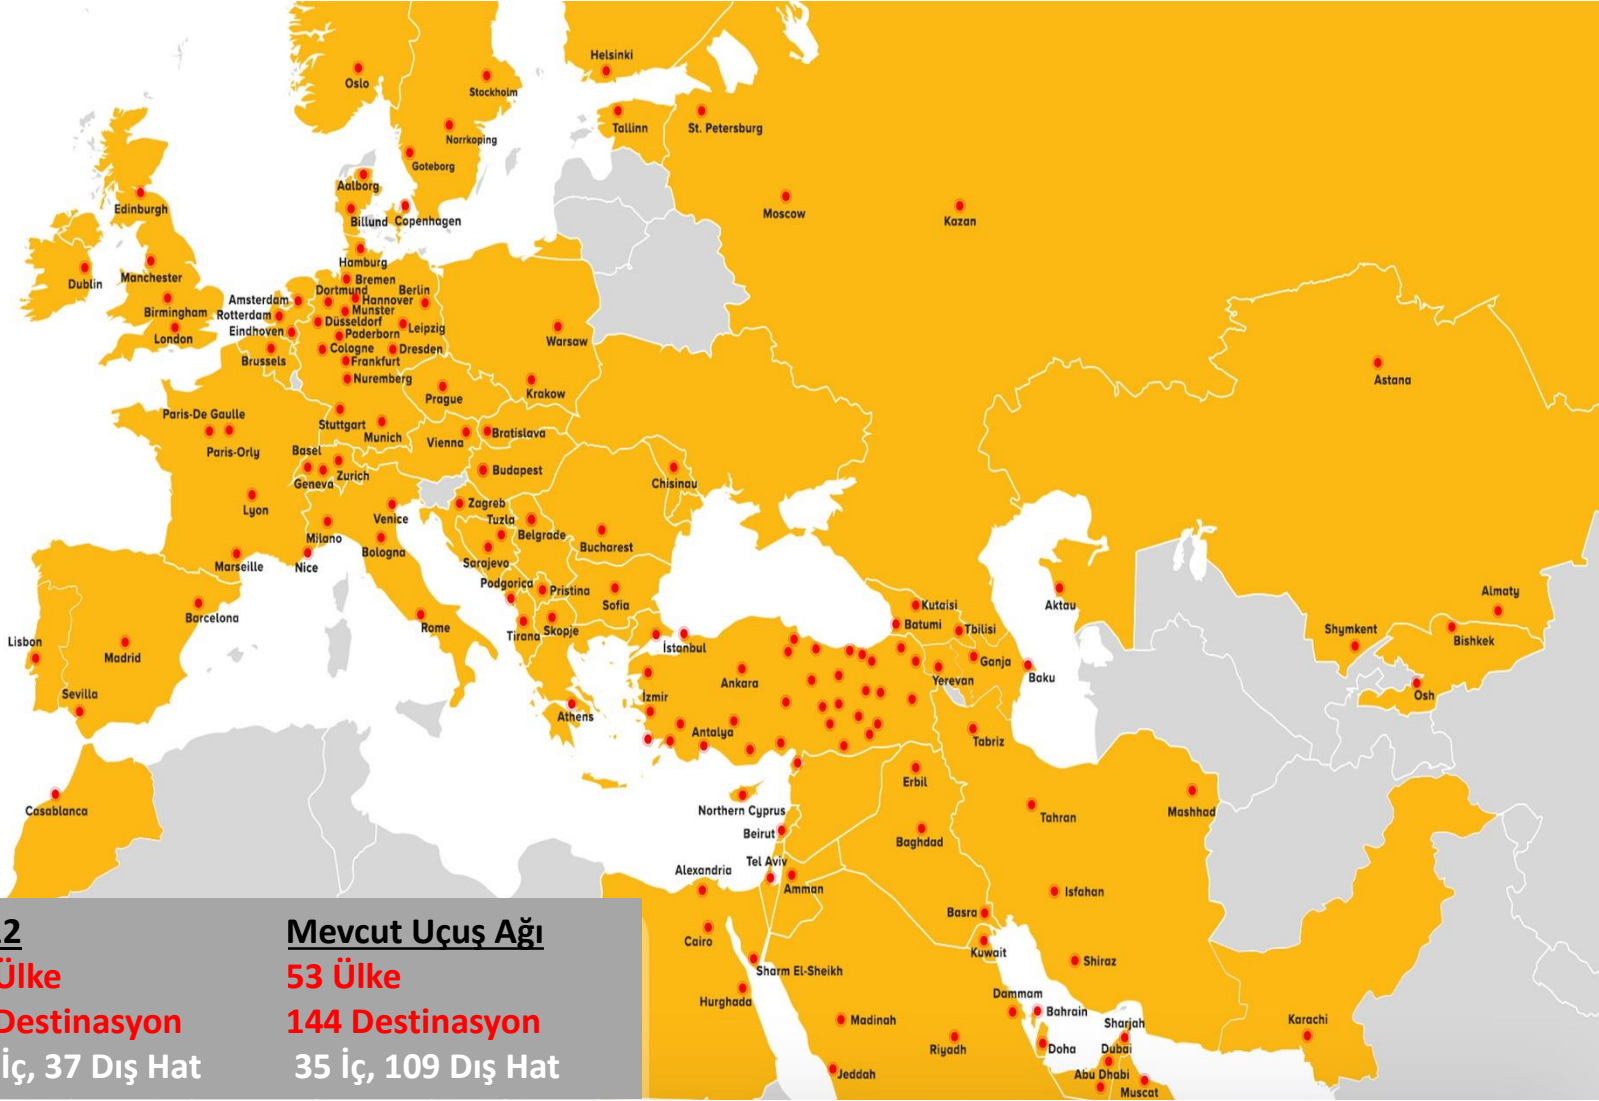 Helsinki
Oslo
Stockholm
Tallinn
St. Petersburg
Norrkoping
Goteborg
Aalborg
Edinburgh
Billund
Copenhagen
Moscow
Kazan
Hamburg
Dublin
Manchester
Bremen
Dortmund
Berlin
Amsterdam
Hannover
Birmingham
Rotterdam
Munster
Düsseldorf
Leipzig
Eindhoven
Paderborn
London
Warsaw
Brussels
Cologne
Dresden
Frankfurt
Nuremberg
Astana
Prague
Krakow
Paris-De Gaulle
Stuttgart
Munich
Vienna
Bratislava
Paris-Orly
Basel
Geneva
Zurich
Budapest
Chisinau
Lyon
Venice
Zagreb
Milano
Tuzla
Belgrade
Bologna
Bucharest
Marseille
Nice
Sarajevo
Podgorica
Pristina
Sofia
Almaty
Kutaisi
Aktau
Barcelona
Rome
Tirana
Skopje
Batumi
Tbilisi
Shymkent
Bishkek
Lisbon
Madrid
İstanbul
Ganja
Yerevan
Baku
Ankara
Sevilla
İzmir
Osh
Athens
Antalya
Tabriz
Erbil
Casablanca
Northern Cyprus
Tahran
Mashhad
Beirut
Baghdad
Tel Aviv
Alexandria
Amman
Isfahan
Basra
Cairo
Kuwait
Shiraz
Sharm El-Sheikh
Hurghada
Dammam
Bahrain
Madinah
Sharjah
Karachi
Riyadh
Doha
Dubai
Jeddah
Abu Dhabi
Muscat
2
Ülke
Destinasyon
İç, 37 Dış Hat
Mevcut Uçuş Ağı
53 Ülke
144 Destinasyon
35 İç, 109 Dış Hat